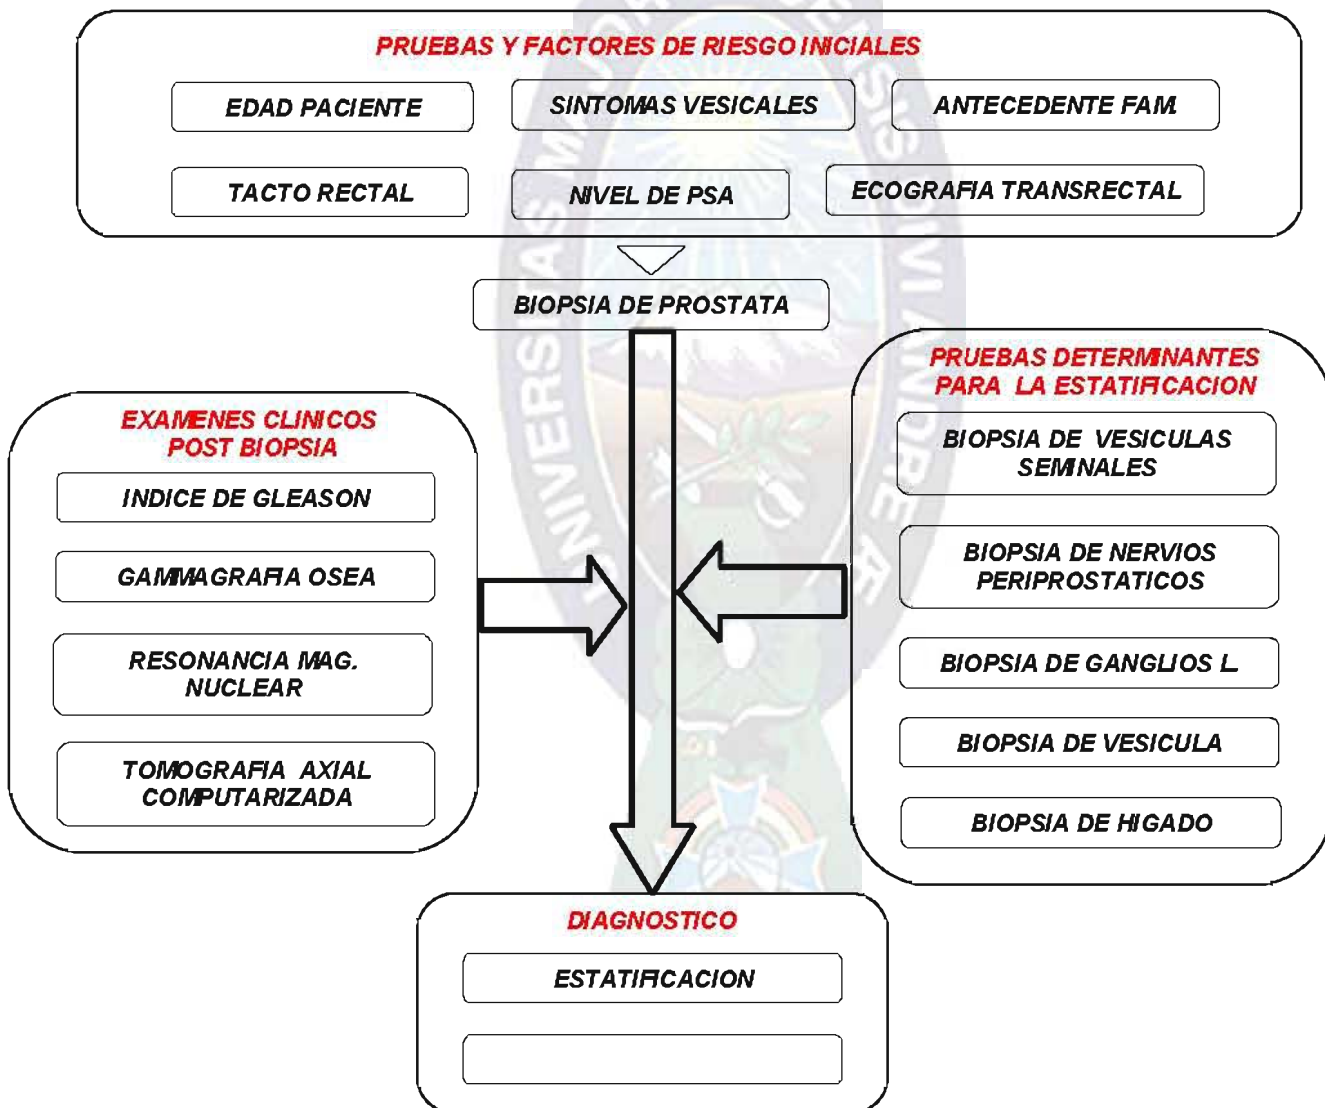 PRUEBAS Y FACTORES DE RIESGO INICIALES
EDAD PACIENTE
SINTOMAS VESICALES
ANTECEDENTE FAM.
TACTO RECTAL
NIVEL DE PSA
ECOGRAFIA TRANSRECTAL
BIOPSIA DE PROSTATA
EXAMENES CLINICOS
POST BIOPSIA
INDICE DE GLEASON
GAMMAGRAFIA OSEA
RESONANCIA MAG.
NUCLEAR
TOMOGRAFIA AXIAL
COMPUTARIZADA
PRUEBAS DETERMINANTES
PARA LA ESTATIFICACION
BIOPSIA DE VESICULAS
SEMINALES
BIOPSIA DE NERVIOS
PERIPROSTATICOS
BIOPSIA DE GANGLIOS L.
BIOPSIA DE VESICULA
BIOPSIA DE HIGADO
DIAGNOSTICO
ESTATIFICACION